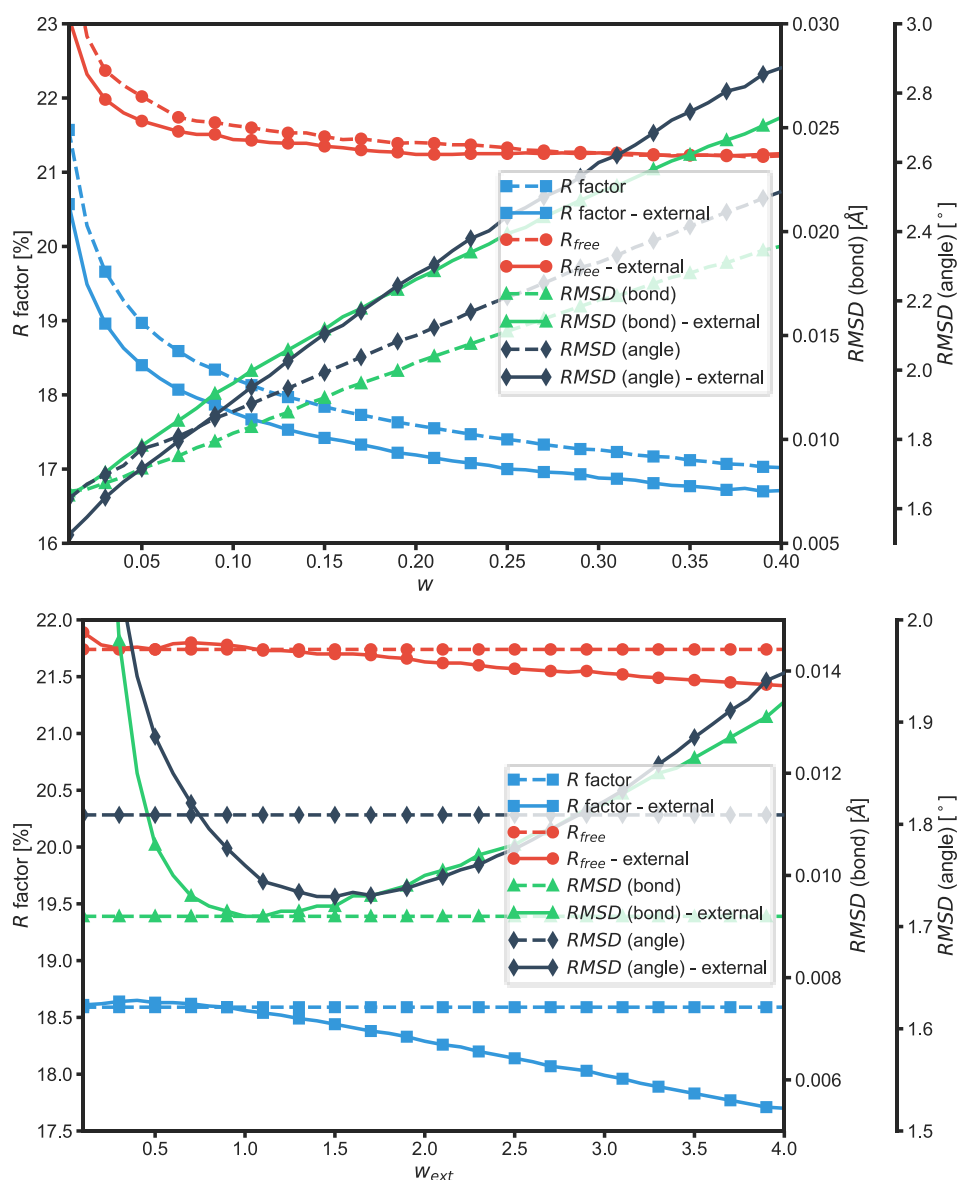 23
22
21
20
19
18
17
16
R factor [%]
0.05
0.10
0.15
0.20
0.25
0.30
0.35
0.40
w
0.030
0.025
0.020
0.015
0.010
0.005
RMSD (bond) [Å]
3.0
2.8
2.6
2.4
2.2
2.0
1.8
1.6
RMSD (angle) [°]
R factor
R factor - external
Rfree
Rfree - external
RMSD (bond)
RMSD (bond) - external
RMSD (angle)
RMSD (angle) - external
22.0
21.5
21.0
20.5
20.0
19.5
19.0
18.5
18.0
17.5
R factor [%]
0.5
1.0
1.5
2.0
2.5
3.0
3.5
4.0
wext
0.014
0.012
0.010
0.008
0.006
RMSD (bond) [Å]
2.0
1.9
1.8
1.7
1.6
1.5
RMSD (angle) [°]
R factor
R factor - external
Rfree
Rfree - external
RMSD (bond)
RMSD (bond) - external
RMSD (angle)
RMSD (angle) - external